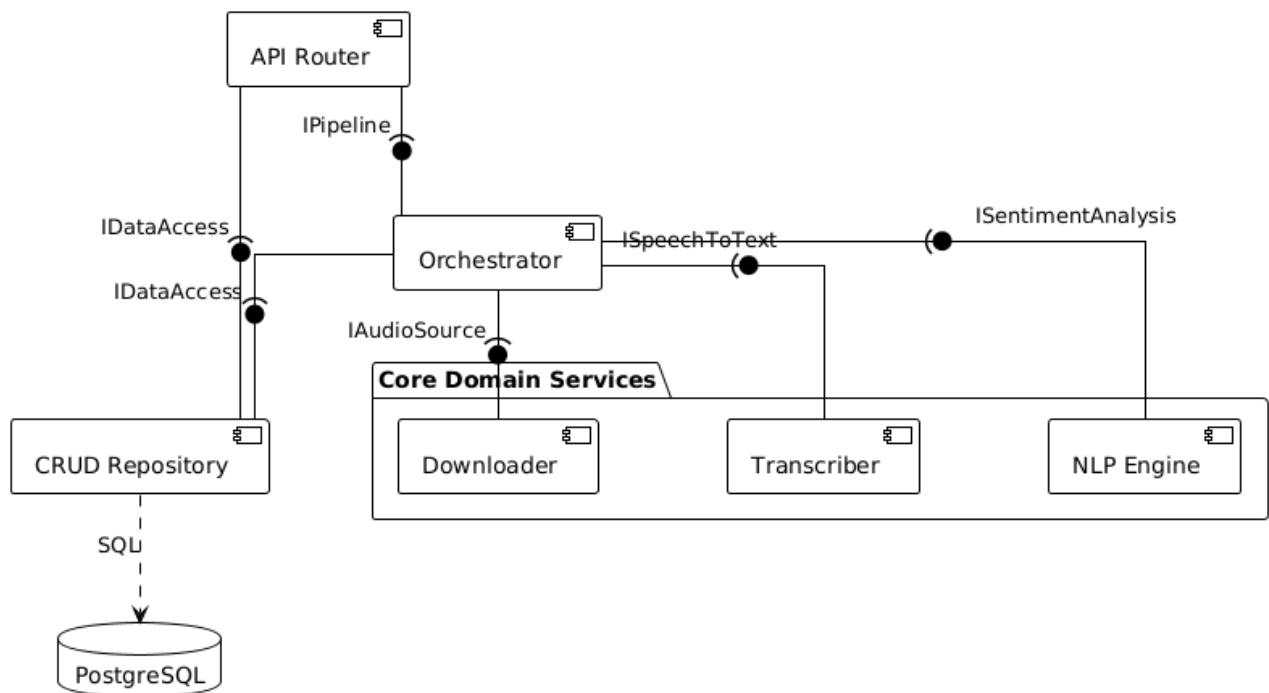 API Router
IPipeline
IDataAccess
ISentimentAnalysis
ISpeechToText
Orchestrator
IDataAccess
IAudioSource
Core Domain Services
CRUD Repository
Downloader
Transcriber
NLP Engine
SQL
PostgreSQL